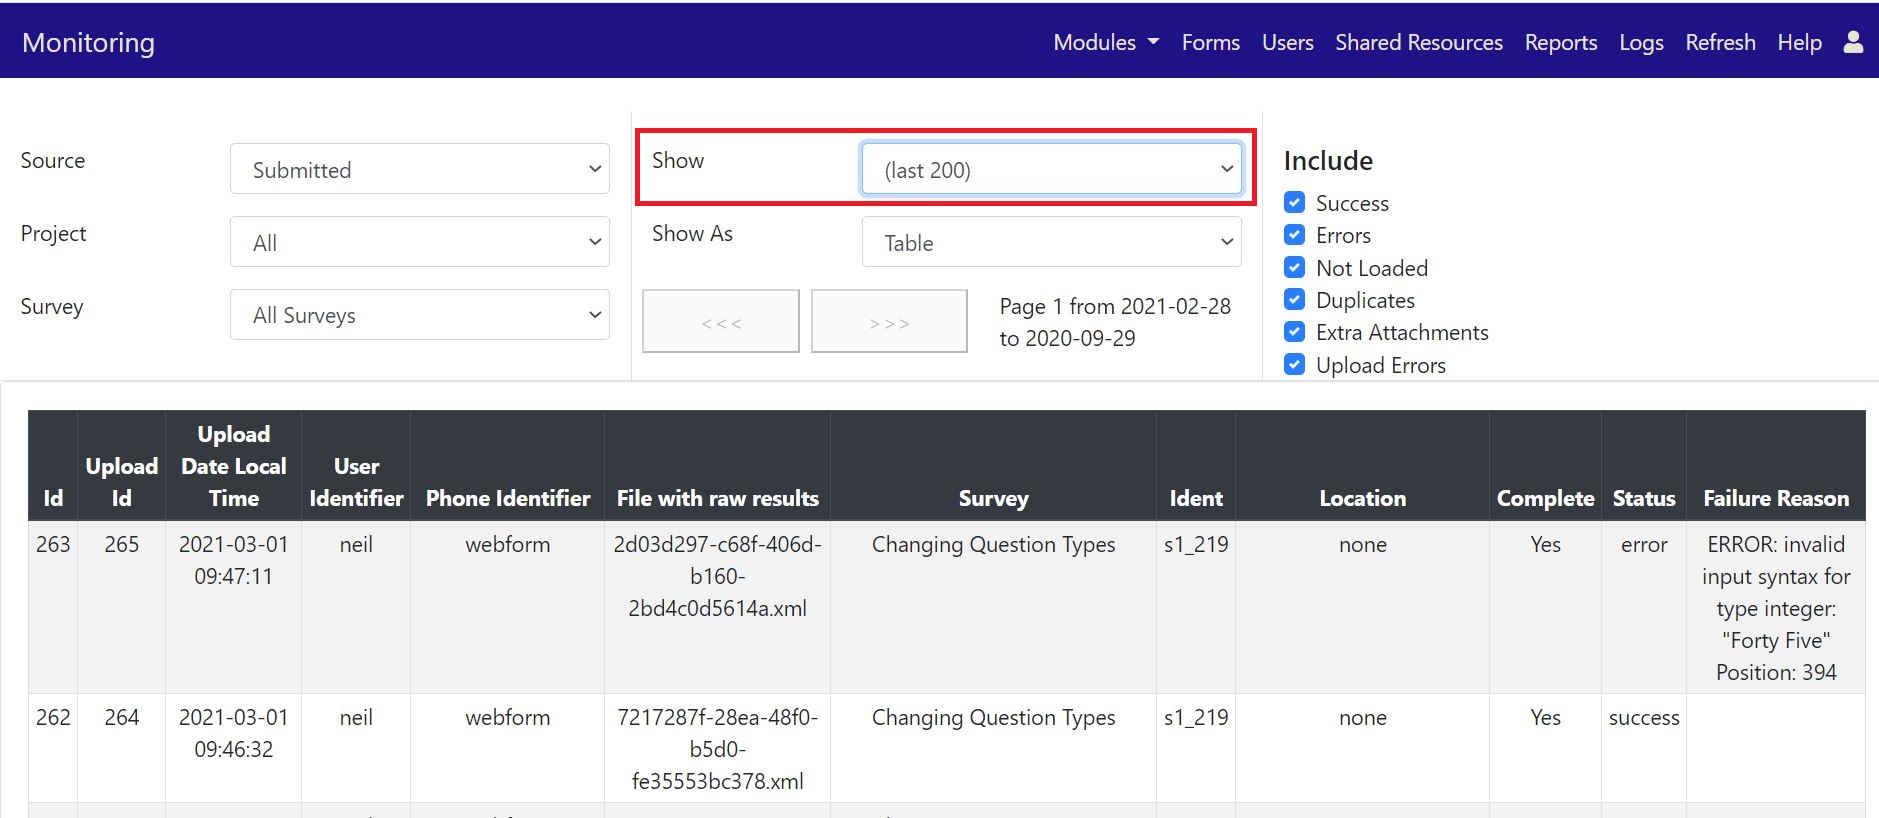 Monitoring
Modules Forms Users Shared Resources Reports Logs Refresh Help
Source
Submitted
Project
All
Survey
All Surveys
Show
(last 200)
Show As
Table
<<<
>>>
Page 1 from 2021-02-28
to 2020-09-29
Include
Success
Errors
Not Loaded
Duplicates
Extra Attachments
Upload Errors
Id
Upload
Id
Upload
Date Local
Time
User
Identifier
Phone Identifier
File with raw results
Survey
Ident
Location
Complete
Status
Failure Reason
263
265
2021-03-01
09:47:11
neil
webform
2d03d297-c68f-406d-
b160-
2bd4c0d5614a.xml
Changing Question Types
s1_219
none
Yes
error
ERROR: invalid
input syntax for
type integer:
"Forty Five"
Position: 394
262
264
2021-03-01
09:46:32
neil
webform
7217287f-28ea-48f0-
b5d0-
fe35553bc378.xml
Changing Question Types
s1_219
none
Yes
success